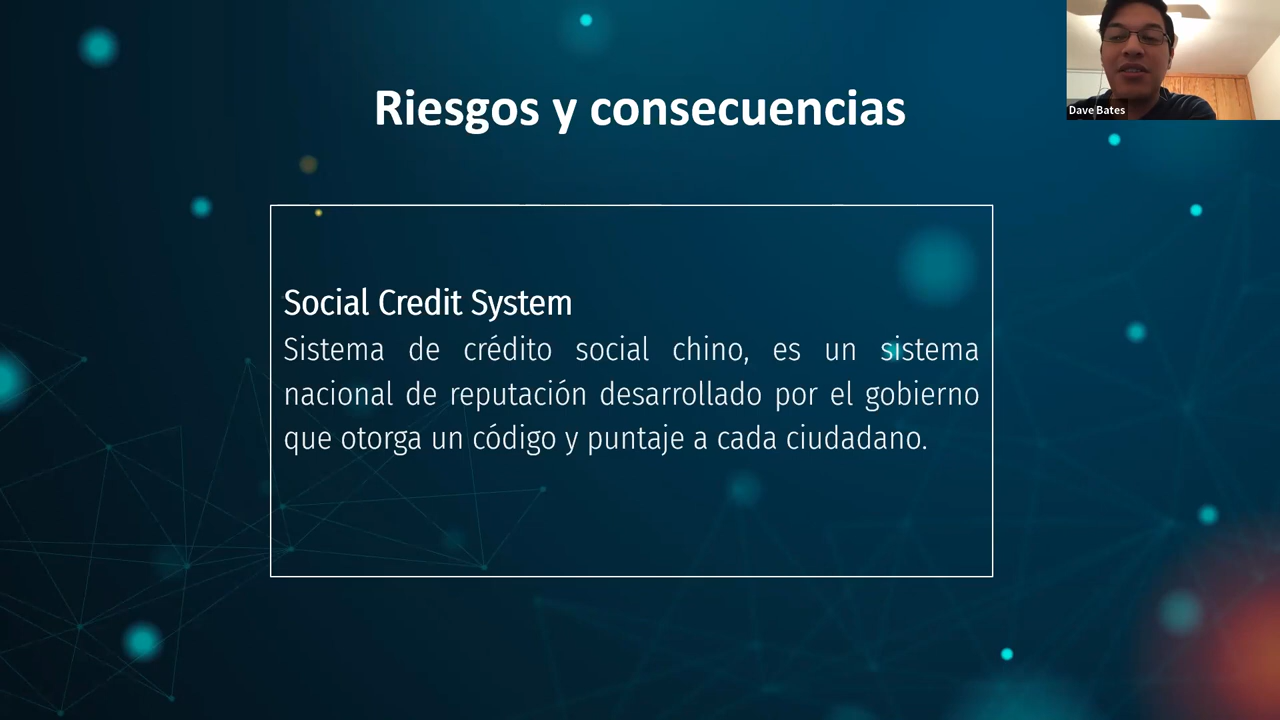 Riesgos y consecuencias
Dave Bates
Social Credit System
Sistema de crédito social chino, es un sistema
nacional de reputación desarrollado por el gobierno
que otorga un código y puntaje a cada ciudadano.